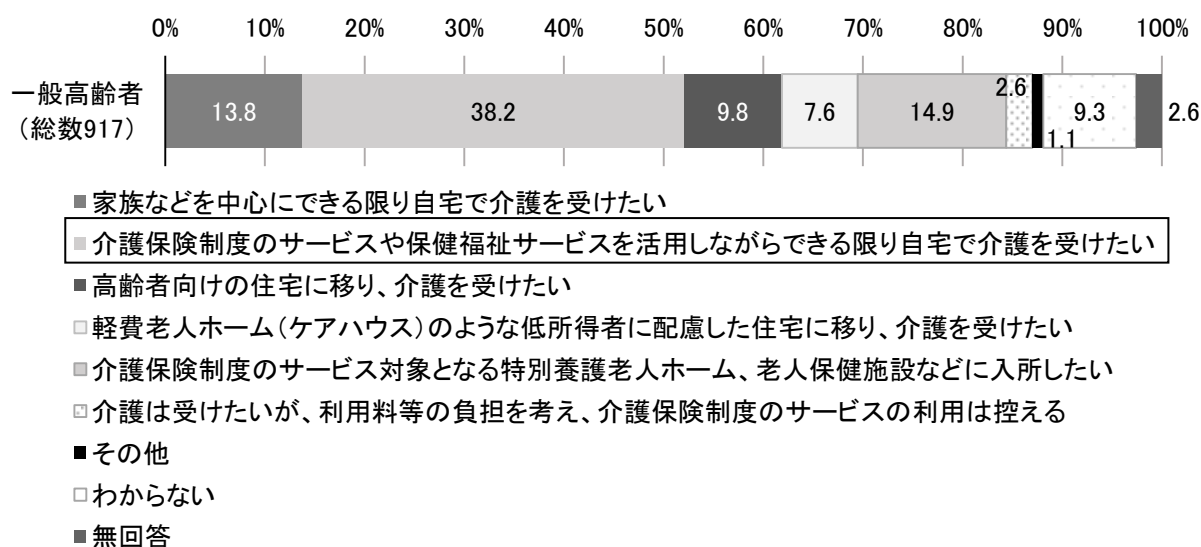 0% 10% 20% 30% 40% 50% 60% 70% 80% 90% 100%
一般高齢者
（総数917）
13.8 38.2 9.8 7.6 14.9 2.6 1.1 9.3 2.6
家族などを中心にできる限り自宅で介護を受けたい
介護保険制度のサービスや保健福祉サービスを活用しながらできる限り自宅で介護を受けたい
高齢者向けの住宅に移り、介護を受けたい
軽費老人ホーム（ケアハウス）のような低所得者に配慮した住宅に移り、介護を受けたい
介護保険制度のサービス対象となる特別養護老人ホーム、老人保健施設などに入所したい
介護は受けたいが、利用料等の負担を考え、介護保険制度のサービスの利用は控える
その他
わからない
無回答